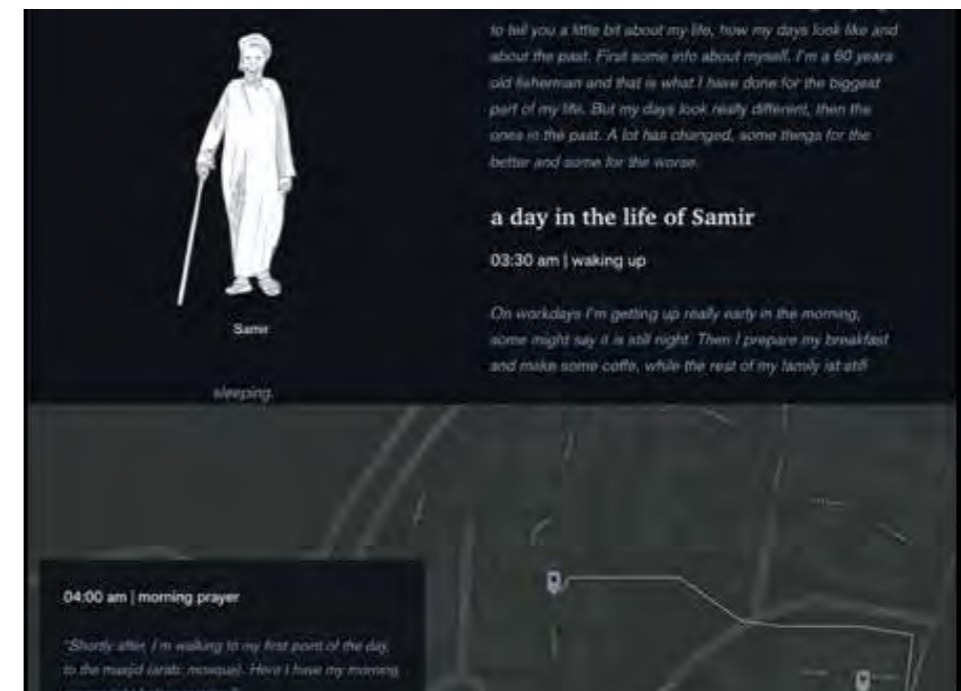 to tell you a little bit about my life, how my days look like and
about the past. First some info about myself. I'm a 60 years
old fisherman and that is what I have done for the biggest
part of my life. But my days look really different, then the
ones in the past. A lot has changed, some things for the
better and some for the worse.
a day in the life of Samir
03:30 am | waking up
On workdays I'm getting up really early in the morning,
some might say it is still night. Then I prepare my breakfast
and make some coffe, while the rest of my family ist still
Samir
sleeping.
04:00 am | morning prayer
"Shortly after, I'm walking to my first point of the day,
to the masjid (arab. mosque). Here I have my morning